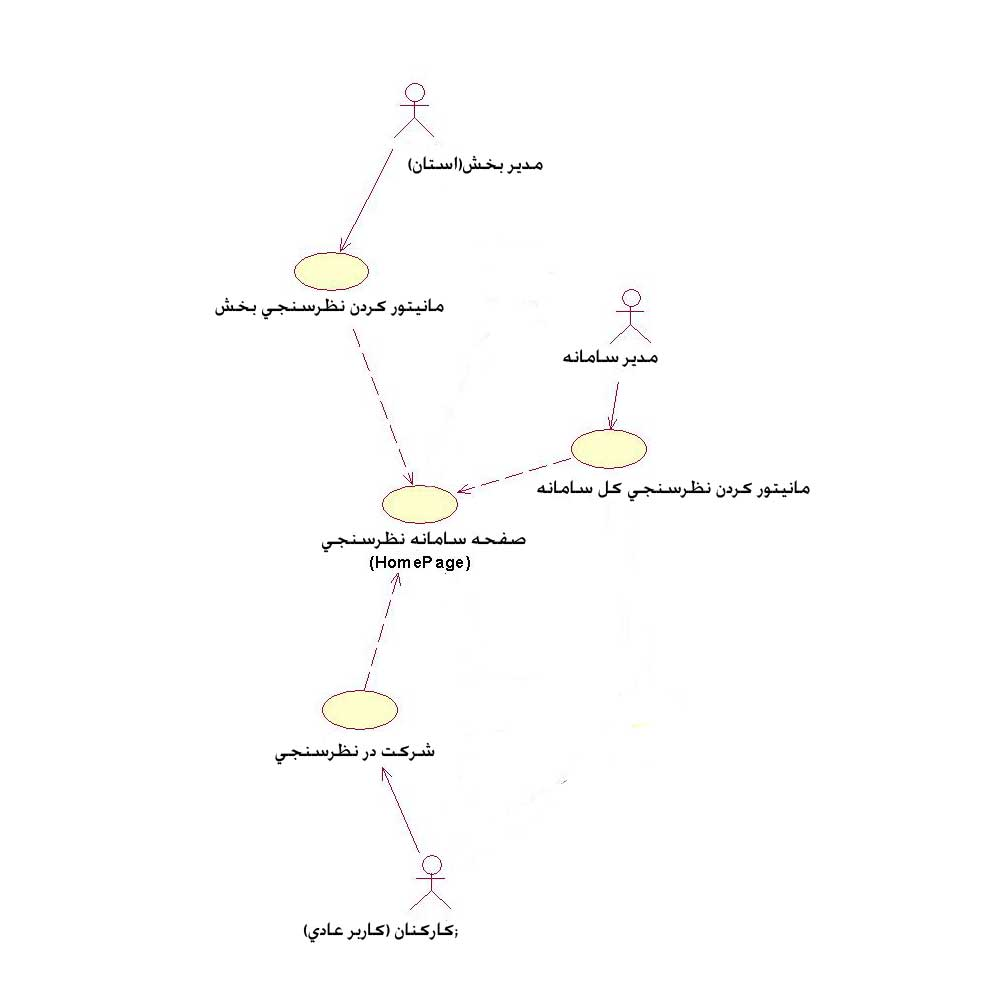 مدير بخش(استان)
مانيتور كردن نظرسنجي بخش
مدير سامانه
مانيتور كردن نظرسنجي كل سامانه
صفحه سامانه نظرسنجي
(HomePage)
شركت در نظرسنجي
;كاركنان (كاربر عادي)